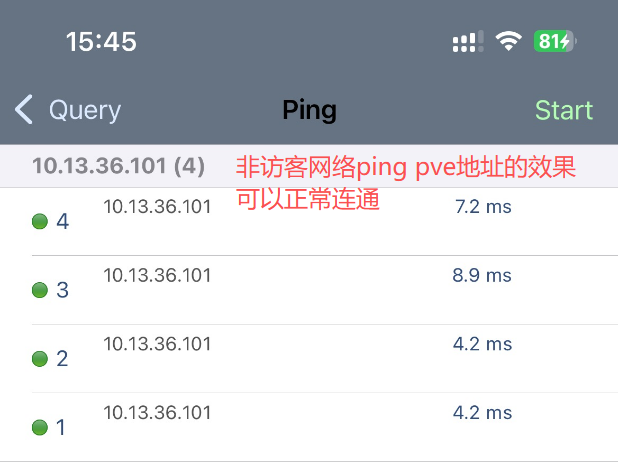 15:45
81
Query
Ping
Start
10.13.36.101 (4)
非访客网络ping pve地址的效果
可以正常连通
4 10.13.36.101 7.2 ms
3 10.13.36.101 8.9 ms
2 10.13.36.101 4.2 ms
1 10.13.36.101 4.2 ms